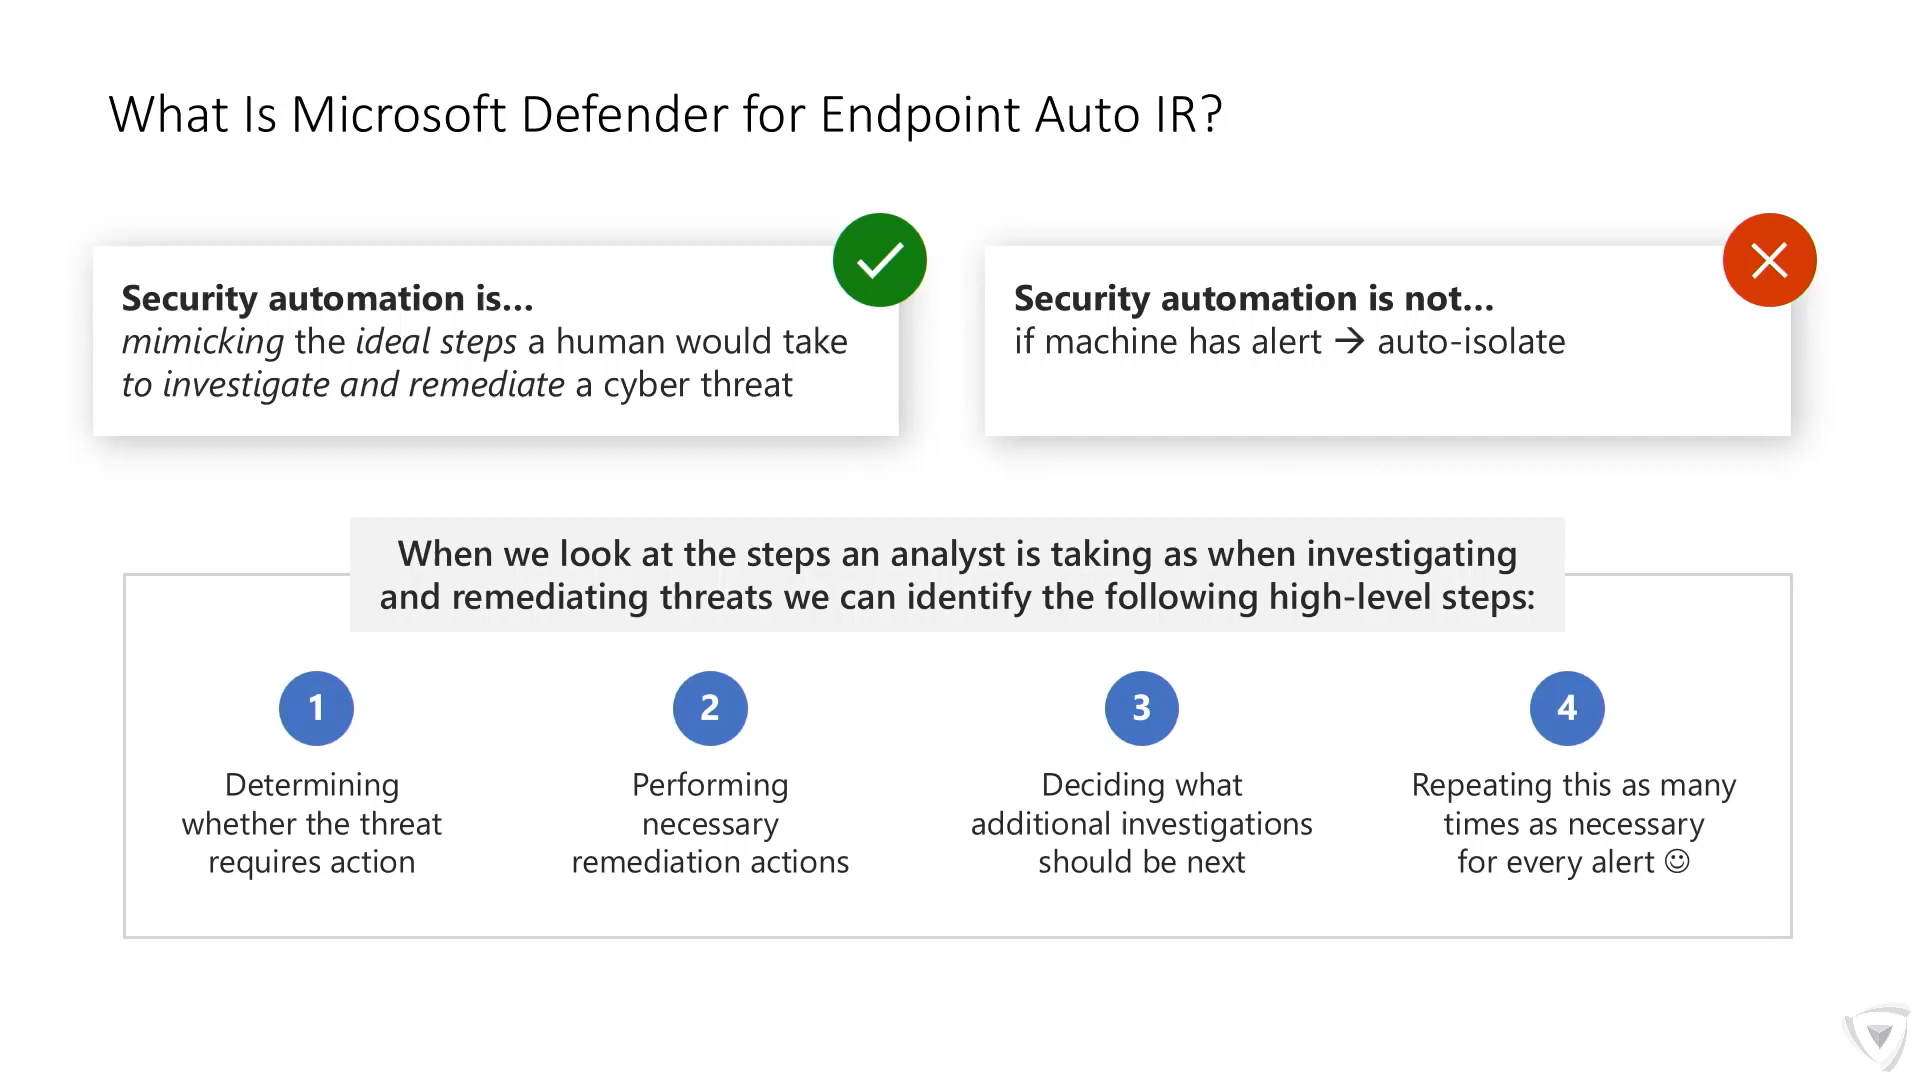 What Is Microsoft Defender for Endpoint Auto IR?
Security automation is...
mimicking the ideal steps a human would take
to investigate and remediate a cyber threat
Security automation is not...
if machine has alert → auto-isolate
When we look at the steps an analyst is taking as when investigating
and remediating threats we can identify the following high-level steps:
1
Determining
whether the threat
requires action
2
Performing
necessary
remediation actions
3
Deciding what
additional investigations
should be next
4
Repeating this as many
times as necessary
for every alert ☺